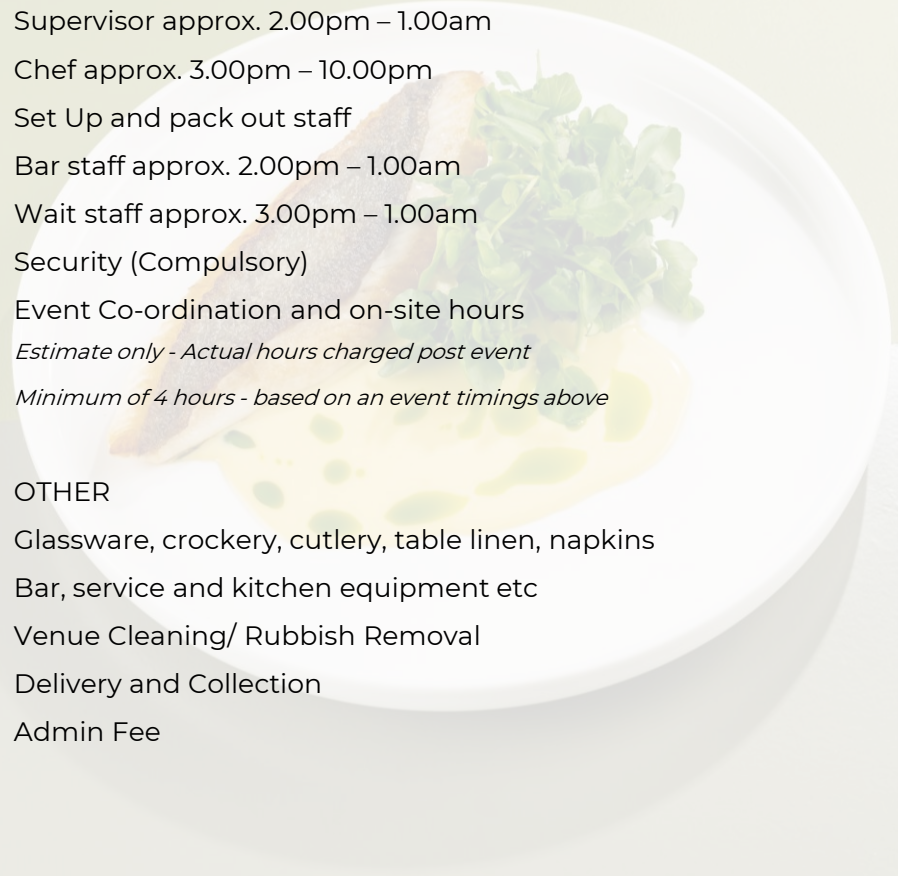 Supervisor approx. 2.00pm – 1.00am
Chef approx. 3.00pm – 10.00pm
Set Up and pack out staff
Bar staff approx. 2.00pm – 1.00am
Wait staff approx. 3.00pm – 1.00am
Security (Compulsory)
Event Co-ordination and on-site hours
Estimate only - Actual hours charged post event
Minimum of 4 hours - based on an event timings above
OTHER
Glassware, crockery, cutlery, table linen, napkins
Bar, service and kitchen equipment etc
Venue Cleaning/ Rubbish Removal
Delivery and Collection
Admin Fee